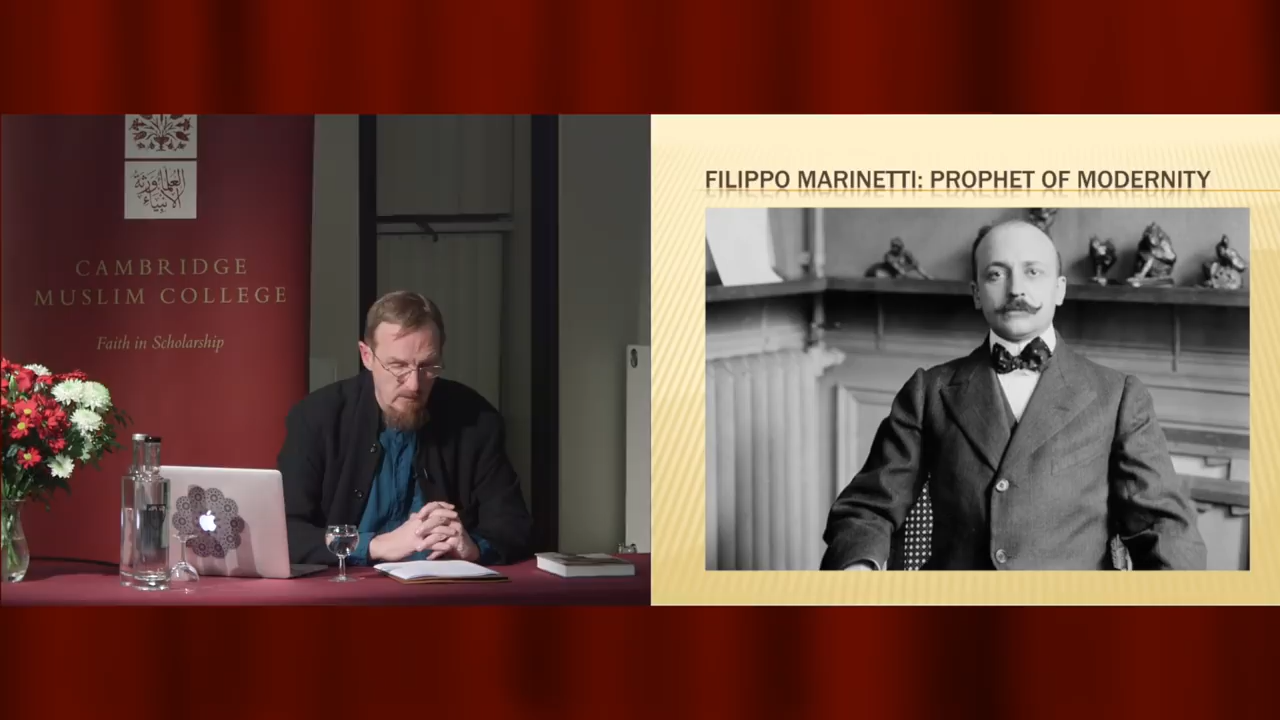 العلماء ورثة
الأنبياء
CAMBRIDGE
MUSLIM COLLEGE
Faith in Scholarship
FILIPPO MARINETTI: PROPHET OF MODERNITY